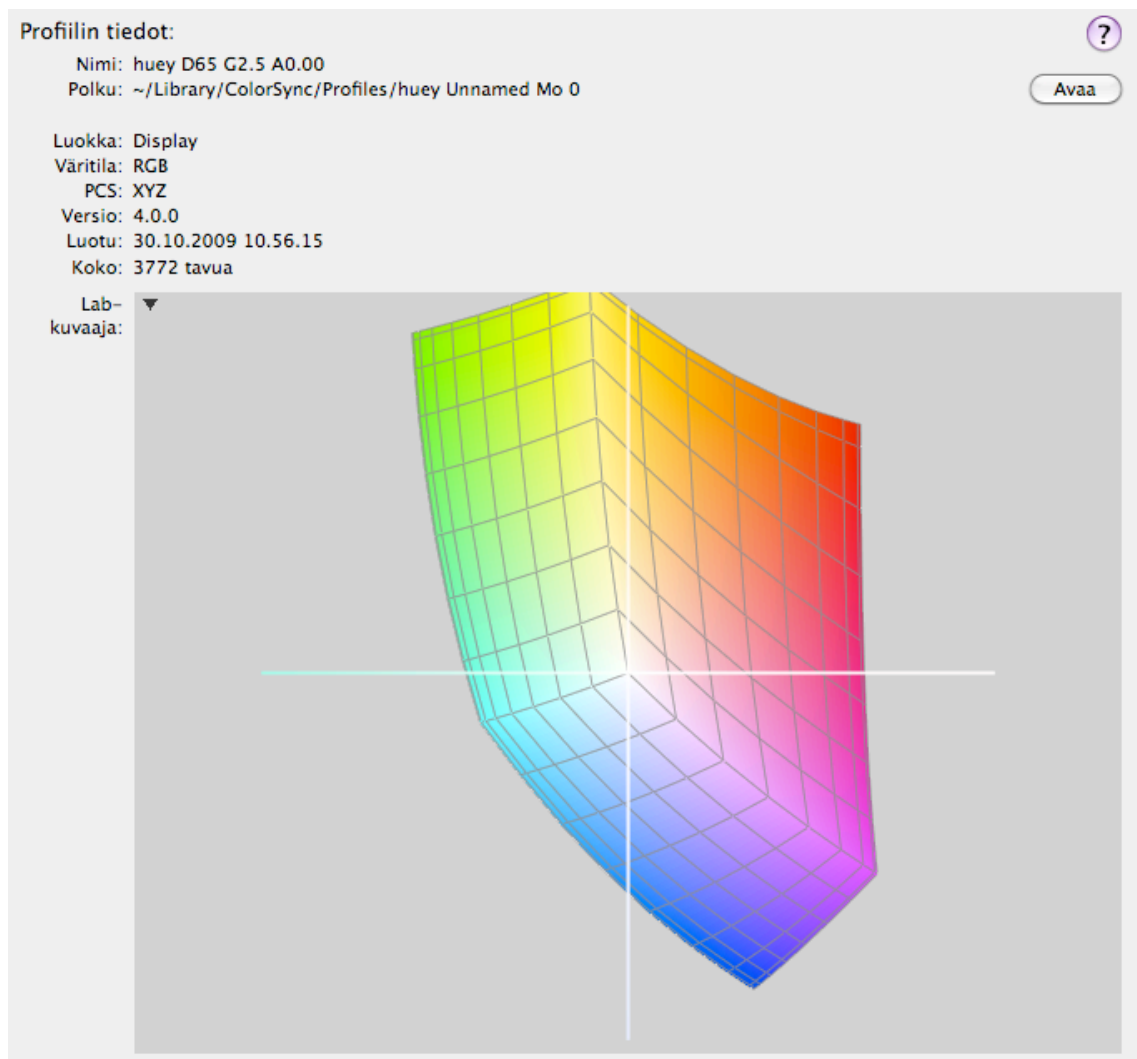 Profiilin tiedot:
?
Nimi: huey D65 G2.5 A0.00
Polku: ~/Library/ColorSync/Profiles/huey Unnamed Mo 0
Avaa
Luokka: Display
Väritila: RGB
PCS: XYZ
Versio: 4.0.0
Luotu: 30.10.2009 10.56.15
Koko: 3772 tavua
Lab-
kuvaaja: